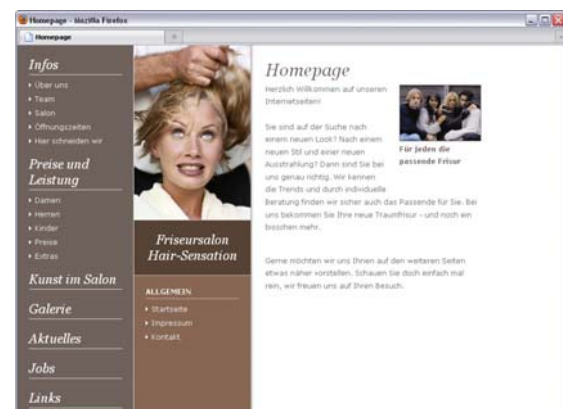 Homepage - Mozilla Firefox
Homepage
Infos
Über uns
Team
Salon
Öffnungszeiten
Hier schneiden wir
Preise und
Leistung
Damen
Herren
Kinder
Preise
Extras
Kunst im Salon
Galerie
Aktuelles
Jobs
Links
Friseursalon
Hair-Sensation
ALLGEMEIN
Startseite
Impressum
Kontakt
Homepage
Herzlich Willkommen auf unseren
Internetseiten!
Sie sind auf der Suche nach
einem neuen Look? Nach einem
neuen Stil und einer neuen
Ausstrahlung? Dann sind Sie bei
uns genau richtig. Wir kennen
die Trends und durch individuelle
Beratung finden wir sicher auch das Passende für Sie. Bei
uns bekommen Sie Ihre neue Traumfrisur - und noch ein
bisschen mehr.
Für jeden die
passende Frisur
Gerne möchten wir uns Ihnen auf den weiteren Seiten
etwas näher vorstellen. Schauen Sie doch einfach mal
rein, wir freuen uns auf Ihren Besuch.